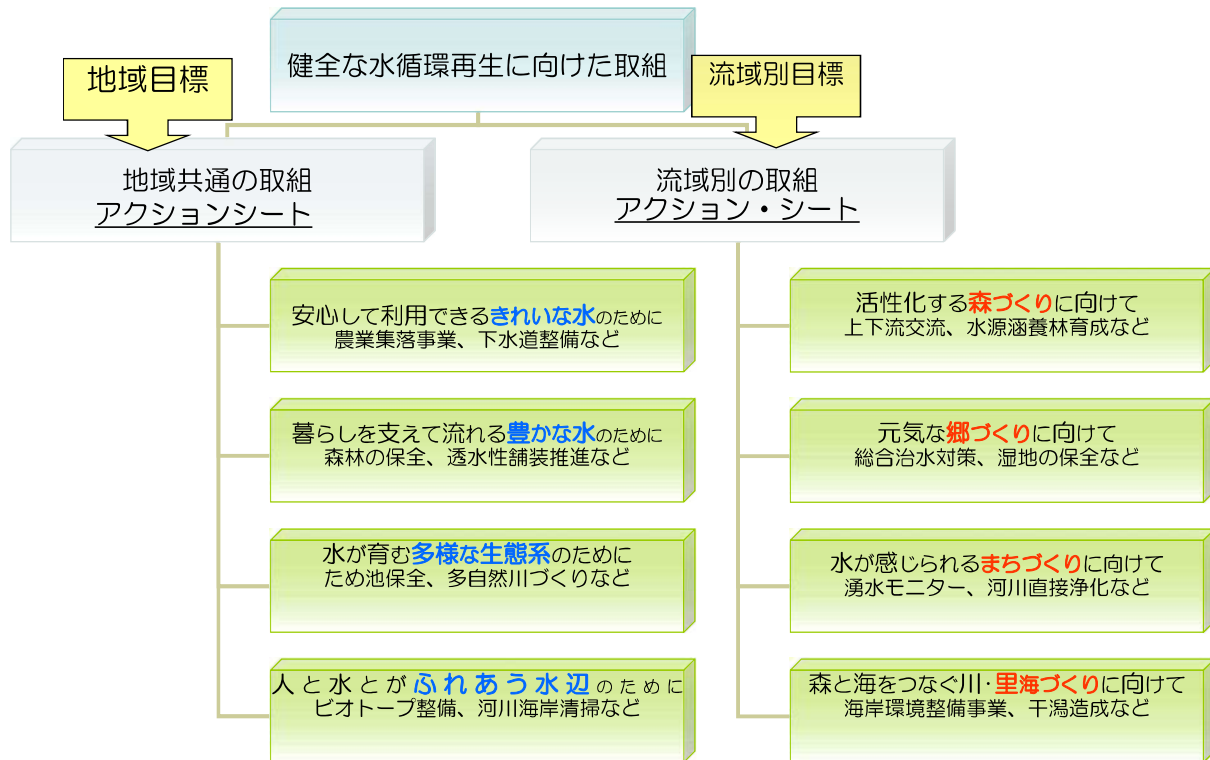 健全な水循環再生に向けた取組
地域目標
流域別目標
地域共通の取組
アクションシート
流域別の取組
アクション・シート
安心して利用できるきれいな水のために
農業集落事業、下水道整備など
暮らしを支えて流れる豊かな水のために
森林の保全、透水性舗装推進など
水が育む多様な生態系のために
ため池保全、多自然川づくりなど
人と水とがふれあう水辺のために
ビオトープ整備、河川海岸清掃など
活性化する森づくりに向けて
上下流交流、水源涵養林育成など
元気な郷づくりに向けて
総合治水対策、湿地の保全など
水が感じられるまちづくりに向けて
湧水モニター、河川直接浄化など
森と海をつなぐ川・里海づくりに向けて
海岸環境整備事業、干潟造成など